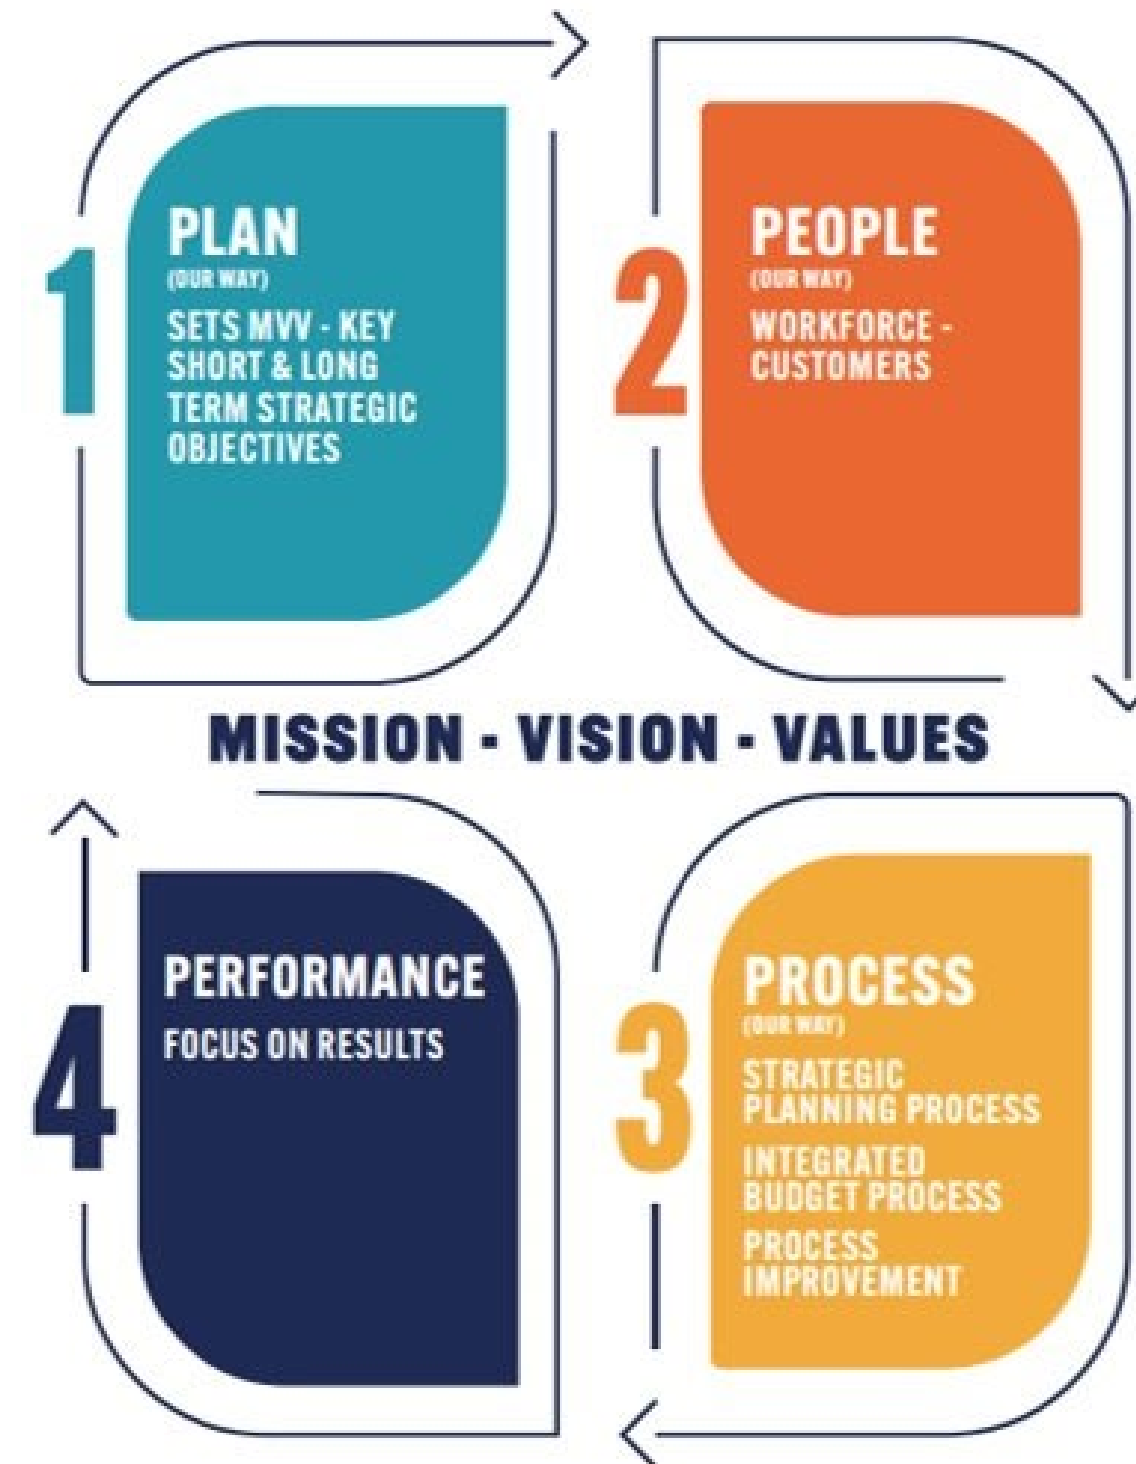 1
PLAN
(OUR WAY)
SETS MVV - KEY
SHORT & LONG
TERM STRATEGIC
OBJECTIVES
2
PEOPLE
(OUR WAY)
WORKFORCE -
CUSTOMERS
MISSION - VISION - VALUES
4
PERFORMANCE
FOCUS ON RESULTS
3
PROCESS
(OUR WAY)
STRATEGIC
PLANNING PROCESS
INTEGRATED
BUDGET PROCESS
PROCESS
IMPROVEMENT